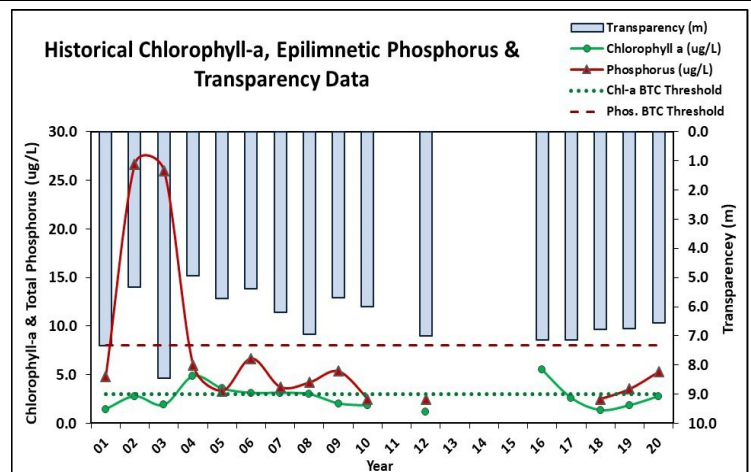 Historical Chlorophyll-a, Epilimnetic Phosphorus &
Transparency Data
Transparency (m)
Chlorophyll a (ug/L)
Phosphorus (ug/L)
Chl-a BTC Threshold
Phos. BTC Threshold
Chlorophyll-a & Total Phosphorus (ug/L)
30.0
25.0
20.0
15.0
10.0
5.0
0.0
0.0
1.0
2.0
3.0
4.0
5.0
6.0
7.0
8.0
9.0
10.0
Transparencey (m)
01 02 03 04 05 06 07 08 09 10 11 12 13 14 15 16 17 18 19 20
Year